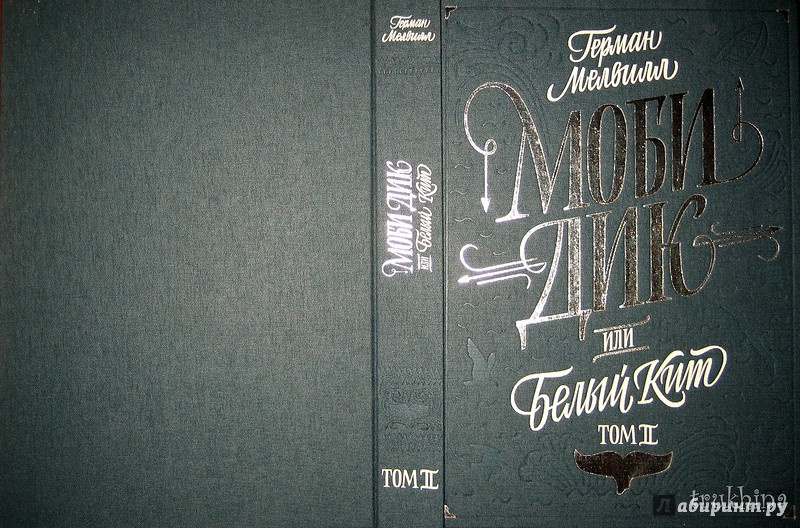 Герман
Мелвилл
МОБИ ДИК
или Белый Кит
ТОМ II
Герман
Мелвилл
МОБИ
ДИК
ИЛИ
Белый Кит
ТОМ II
trukhina
Лабиринт.ру